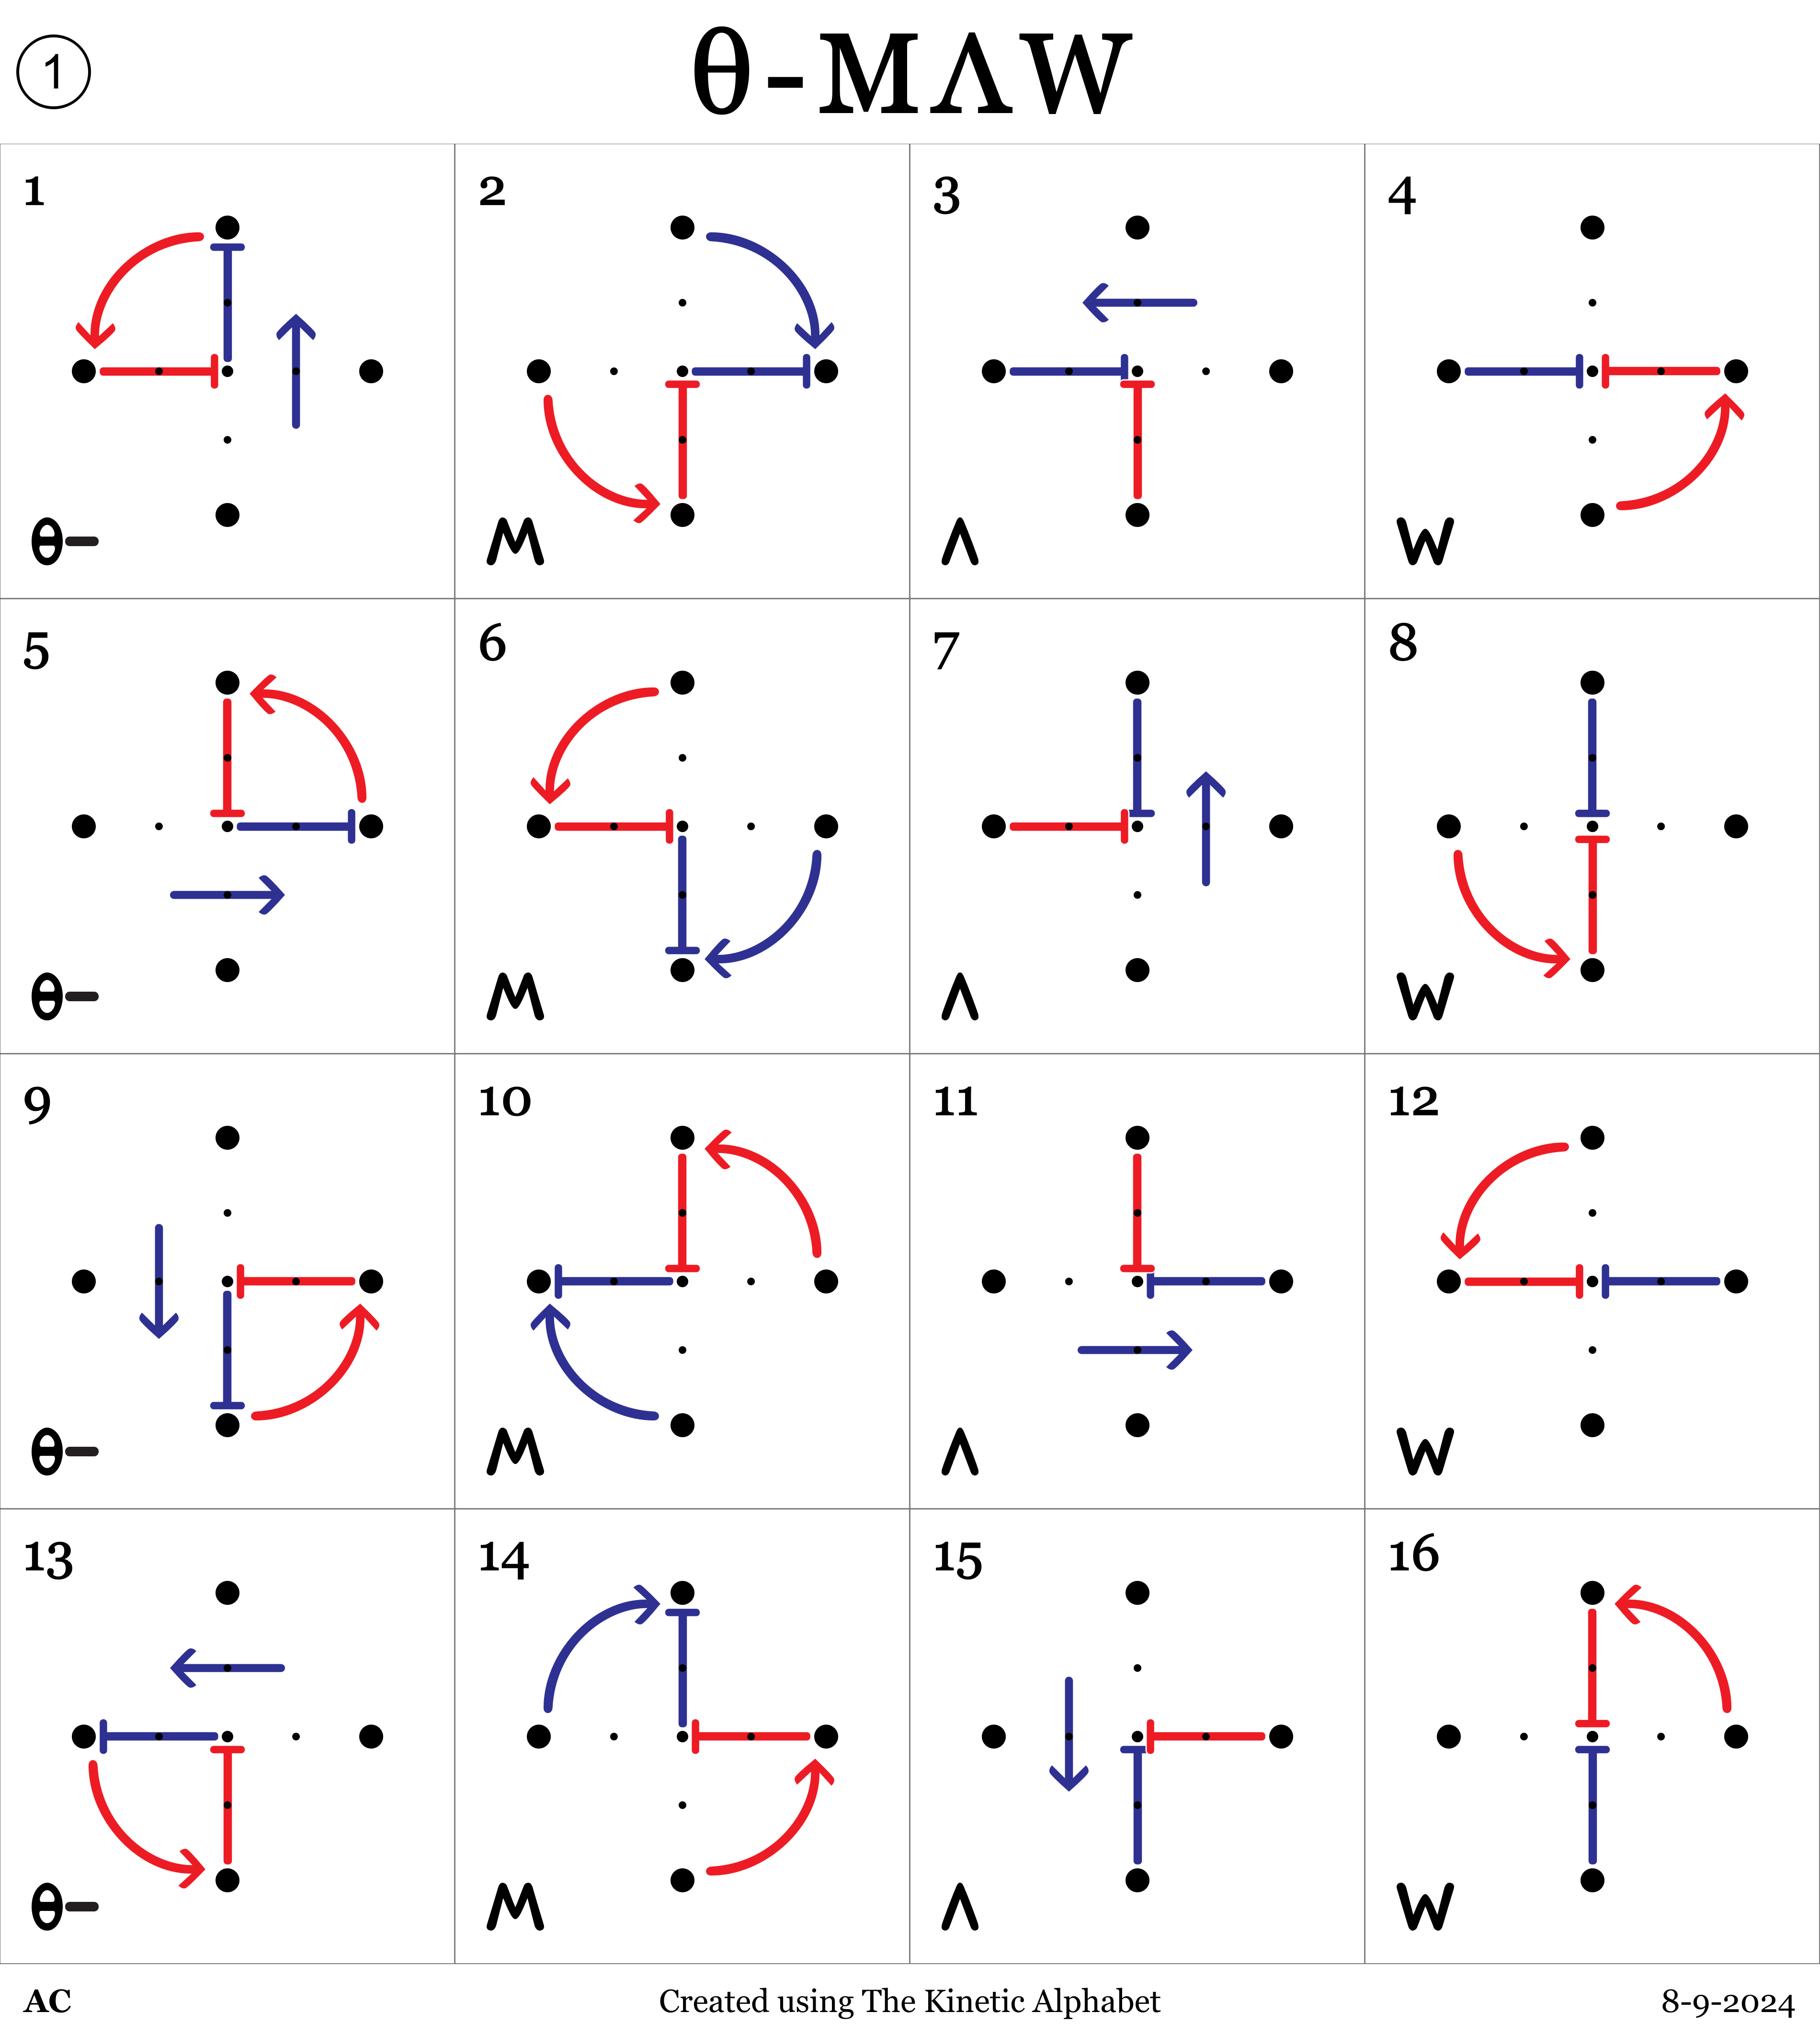 1
θ-MΛW
1 2 3 4
θ- M Λ W
5 6 7 8
θ- M Λ W
9 10 11 12
θ- M Λ W
13 14 15 16
θ- M Λ W
AC Created using The Kinetic Alphabet 8-9-2024